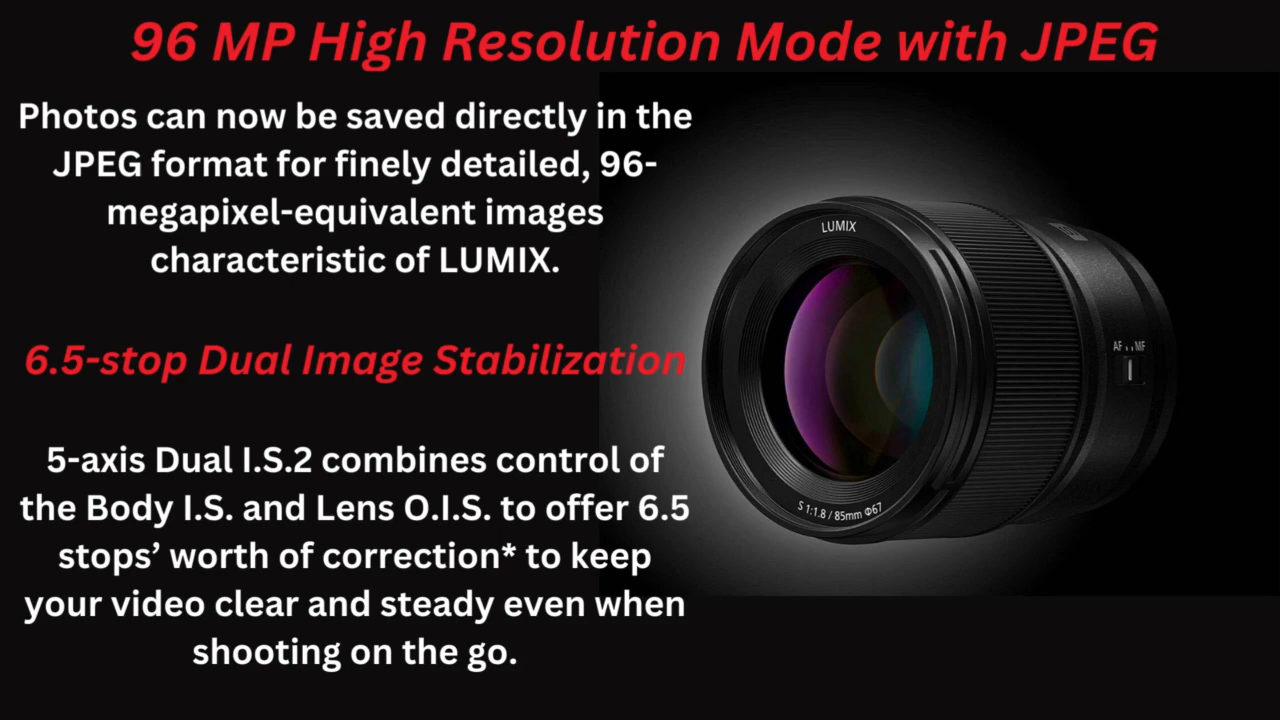 96 MP High Resolution Mode with JPEG
Photos can now be saved directly in the
JPEG format for finely detailed, 96-
megapixel-equivalent images
characteristic of LUMIX.
6.5-stop Dual Image Stabilization
5-axis Dual I.S.2 combines control of
the Body I.S. and Lens O.I.S. to offer 6.5
stops’ worth of correction* to keep
your video clear and steady even when
shooting on the go.
LUMIX
AF MF
S 1:1.8 / 85mm Φ67